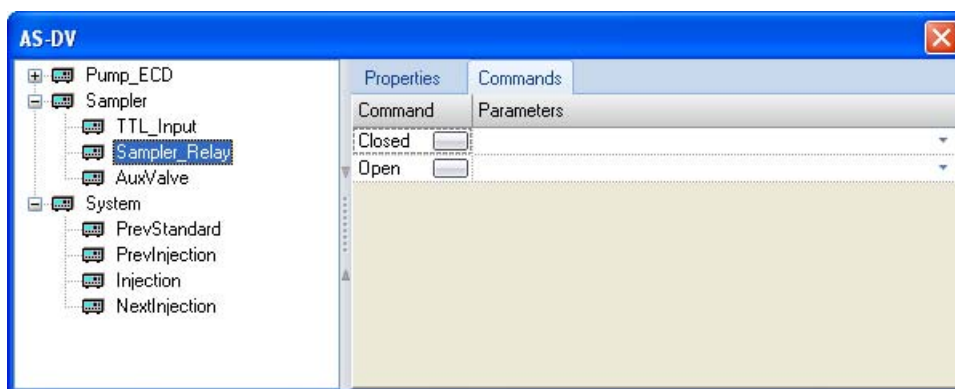 AS-DV
Pump_ECD
Sampler
TTL_Input
Sampler_Relay
AuxValve
System
PrevStandard
PrevInjection
Injection
NextInjection
Properties Commands
Command Parameters
Closed
Open